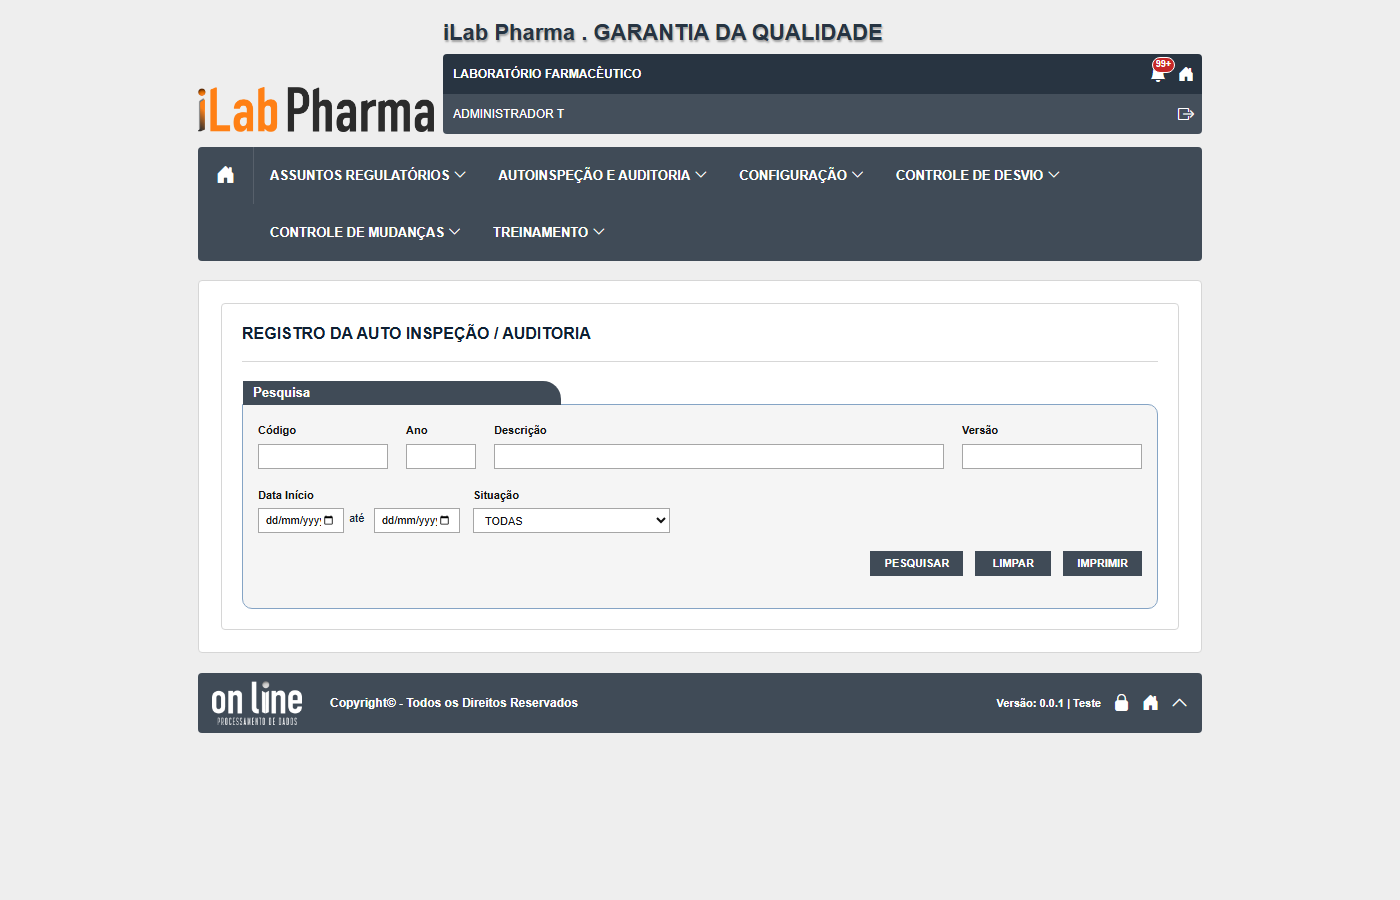 iLab Pharma . GARANTIA DA QUALIDADE
iLab Pharma
LABORATÓRIO FARMACÊUTICO
99+
ADMINISTRADOR T
ASSUNTOS REGULATÓRIOS
AUTOINSPEÇÃO E AUDITORIA
CONFIGURAÇÃO
CONTROLE DE DESVIO
CONTROLE DE MUDANÇAS
TREINAMENTO
REGISTRO DA AUTO INSPEÇÃO / AUDITORIA
Pesquisa
Código
Ano
Descrição
Versão
Data Início
Situação
dd/mm/yyyy
até
dd/mm/yyyy
TODAS
PESQUISAR
LIMPAR
IMPRIMIR
on line
PROCESSAMENTO DE DADOS
Copyright© - Todos os Direitos Reservados
Versão: 0.0.1 | Teste